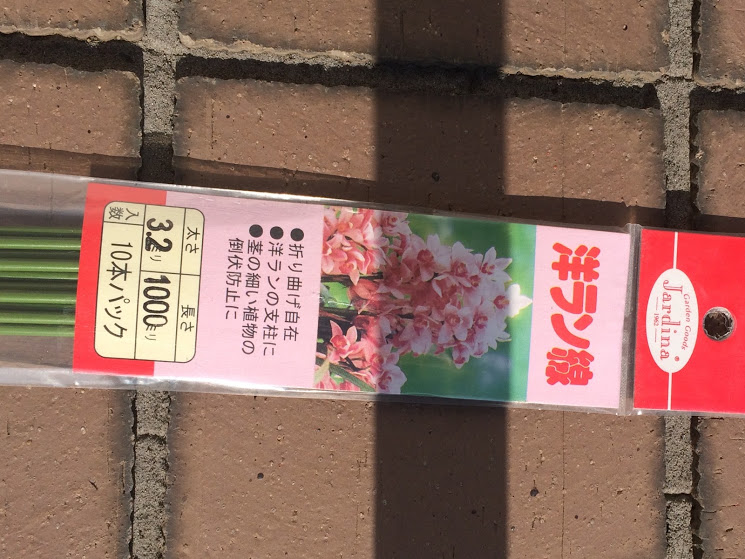 Garden Goods
Jardina®
1962
洋ラン線
●折り曲げ自在
●洋ランの支柱に
●茎の細い植物の
倒伏防止に
太さ
3.2ミリ
長さ
1000ミリ
入数
10本パック